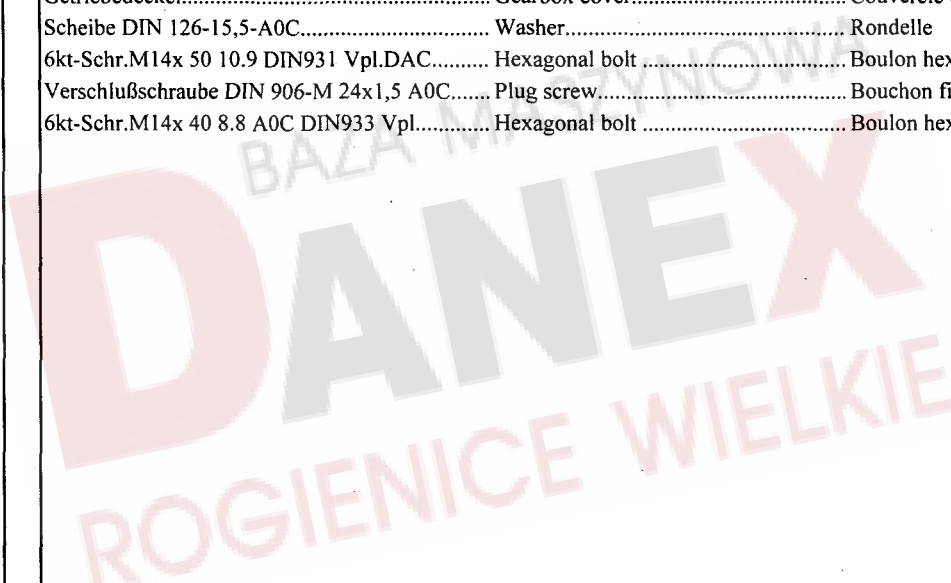 Scheibe DIN 126-15,5-A0C............................................ Washer.................................................. Rondelle
6kt-Schr.M14x 50 10.9 DIN931 Vpl.DAC.......... Hexagonal bolt .................................... Boulon hex
Verschlußschraube DIN 906-M 24x1,5 A0C....... Plug screw............................................. Bouchon fi
6kt-Schr.M14x 40 8.8 A0C DIN933 Vpl............. Hexagonal bolt .................................... Boulon hex
BAZA MASZYNOWA
DANEX
ROGIENICE WIELKIE